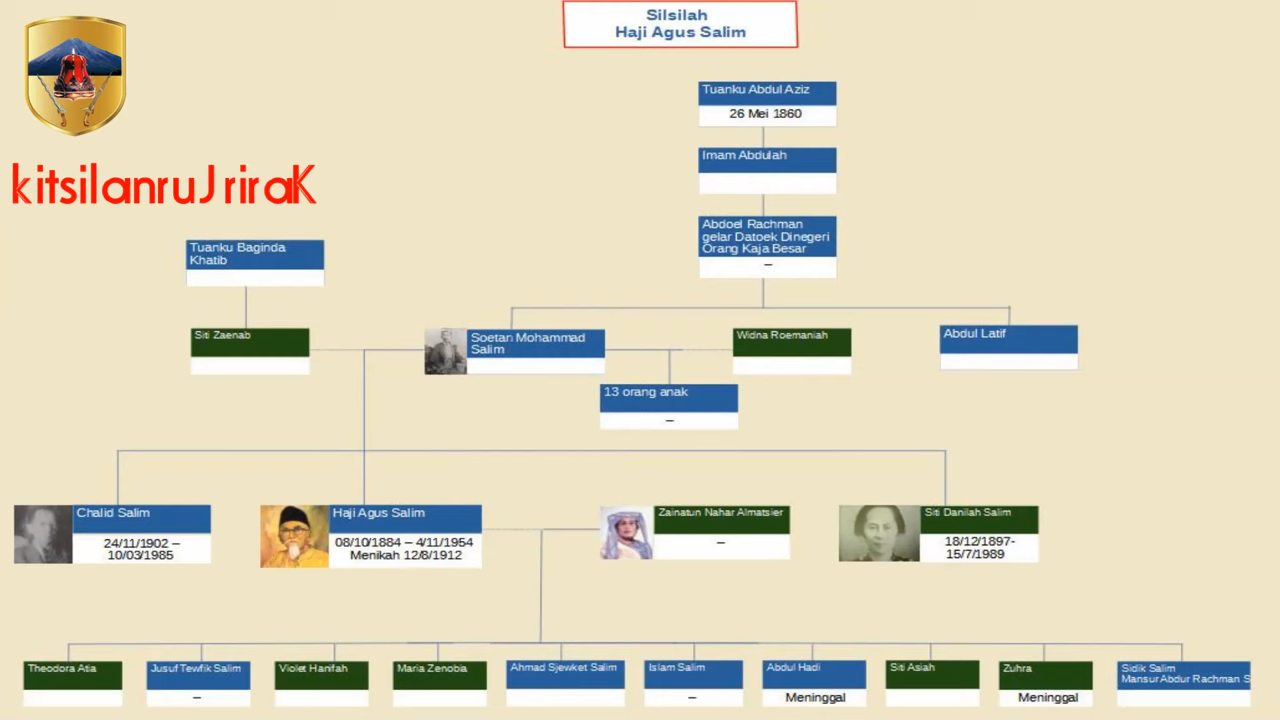 Silsilah
Haji Agus Salim
Tuanku Abdul Aziz
26 Mei 1860
Imam Abdulah
kitsilanruJriraK
Abdoel Rachman
gelar Datoek Dinegeri
Orang Kaja Besar
–
Tuanku Baginda
Khatib
Siti Zaenab
Soetan Mohammad
Salim
Widna Roemaniah
Abdul Latif
13 orang anak
–
Chalid Salim
24/11/1902 –
10/03/1985
Haji Agus Salim
08/10/1884 – 4/11/1954
Menikah 12/8/1912
Zainatun Nahar Almatsier
–
Siti Danilah Salim
18/12/1897-
15/7/1989
Theodora Atia
Jusuf Tewfik Salim
–
Violet Hanifah
Maria Zenobia
Ahmad Sjewket Salim
Islam Salim
–
Abdul Hadi
Meninggal
Siti Asiah
Zuhra
Meninggal
Sidik Salim
Mansur Abdur Rachman S